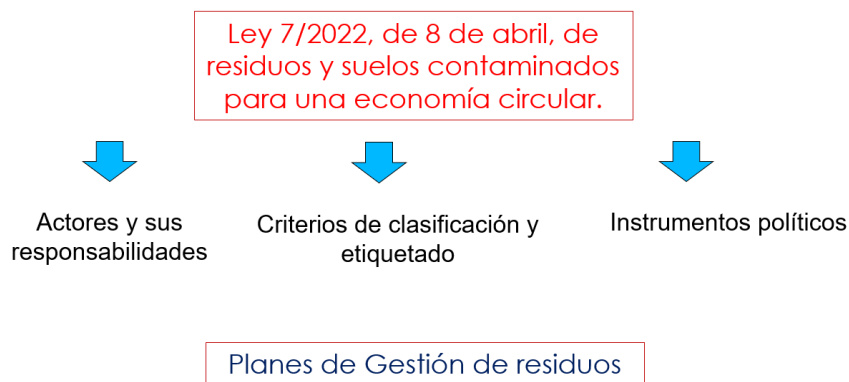 Ley 7/2022, de 8 de abril, de
residuos y suelos contaminados
para una economía circular.
Actores y sus
responsabilidades
Criterios de clasificación y
etiquetado
Instrumentos políticos
Planes de Gestión de residuos